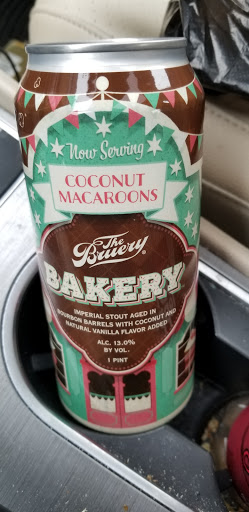 Now Serving
COCONUT
MACAROONS
The
Bruery
BAKERY
IMPERIAL STOUT AGED IN
BOURBON BARRELS WITH COCONUT AND
NATURAL VANILLA FLAVOR ADDED
ALC. 13.0%
BY VOL.
1 PINT